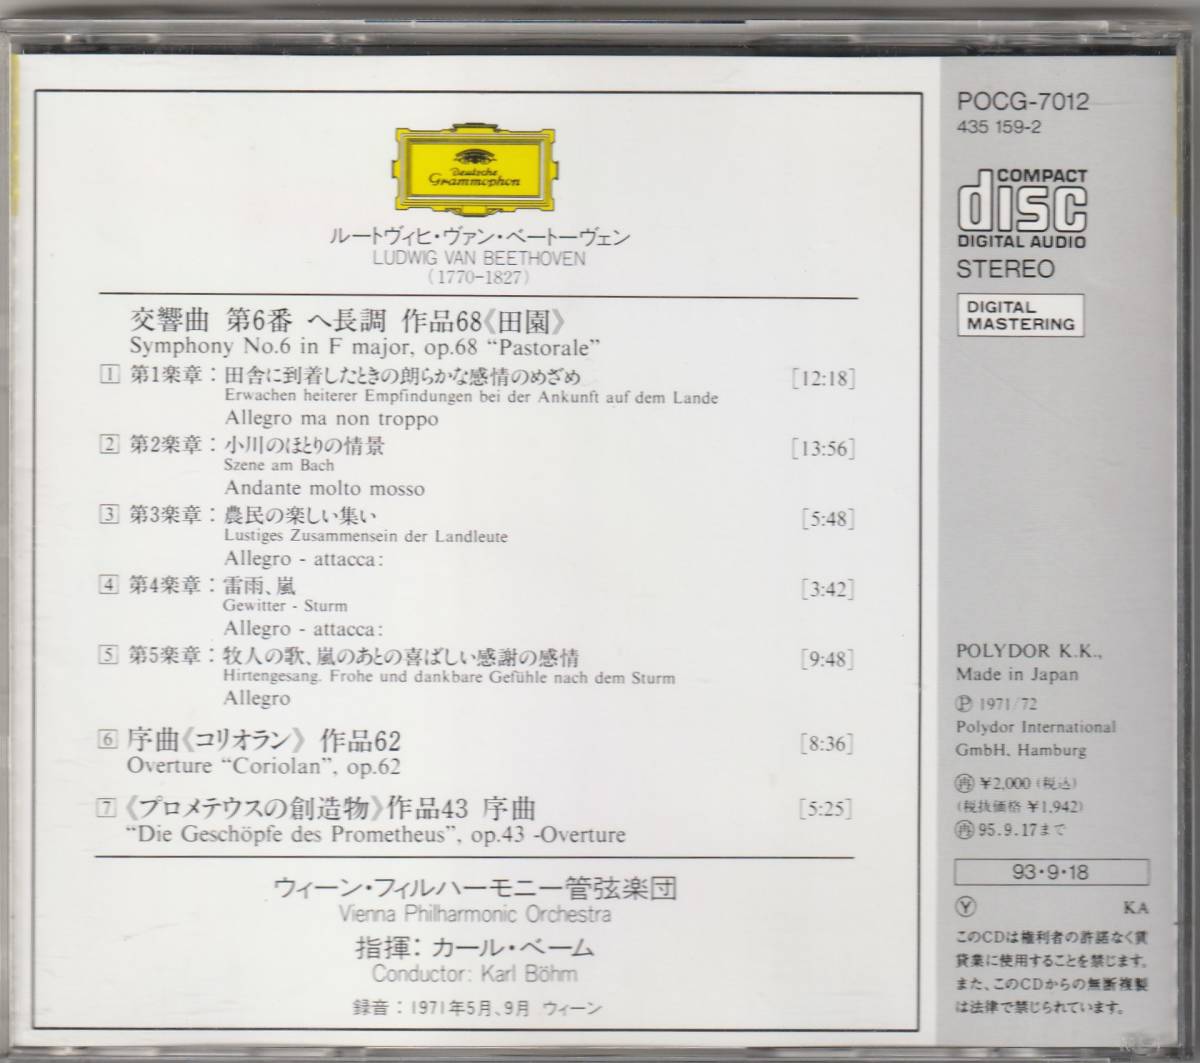 Deutsche
Grammophon
ルートヴィヒ・ヴァン・ベートーヴェン
LUDWIG VAN BEETHOVEN
(1770-1827)
交響曲 第6番 ヘ長調 作品68《田園》
Symphony No.6 in F major, op.68 “Pastorale”
1 第1楽章：田舎に到着したときの朗らかな感情のめざめ [12:18]
Erwachen heiterer Empfindungen bei der Ankunft auf dem Lande
Allegro ma non troppo
2 第2楽章：小川のほとりの情景 [13:56]
Szene am Bach
Andante molto mosso
3 第3楽章：農民の楽しい集い [5:48]
Lustiges Zusammensein der Landleute
Allegro - attacca:
4 第4楽章：雷雨、嵐 [3:42]
Gewitter - Sturm
Allegro - attacca:
5 第5楽章：牧人の歌、嵐のあとの喜ばしい感謝の感情 [9:48]
Hirtengesang. Frohe und dankbare Gefühle nach dem Sturm
Allegro
6 序曲《コリオラン》 作品62 [8:36]
Overture “Coriolan”, op.62
7 《プロメテウスの創造物》作品43 序曲 [5:25]
“Die Geschöpfe des Prometheus”, op.43 -Overture
ウィーン・フィルハーモニー管弦楽団
Vienna Philharmonic Orchestra
指揮：カール・ベーム
Conductor: Karl Böhm
録音：1971年5月、9月 ウィーン
POCG-7012
435 159-2
COMPACT
disc
DIGITAL AUDIO
STEREO
DIGITAL
MASTERING
POLYDOR K.K.,
Made in Japan
℗ 1971/72
Polydor International
GmbH, Hamburg
㊢ ¥2,000 (税込)
(税抜価格 ¥1,942)
㊢ 95.9.17まで
93・9・18
Ⓨ KA
このCDは権利者の許諾なく賃
貸業に使用することを禁じます。
また、このCDからの無断複製
は法律で禁じられています。